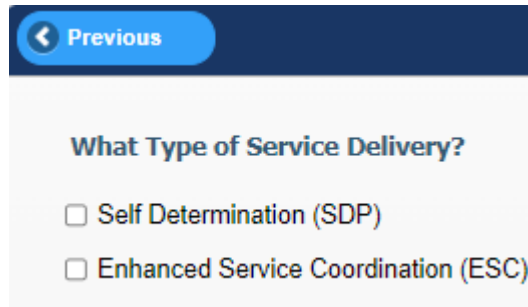 Previous
What Type of Service Delivery?
Self Determination (SDP)
Enhanced Service Coordination (ESC)